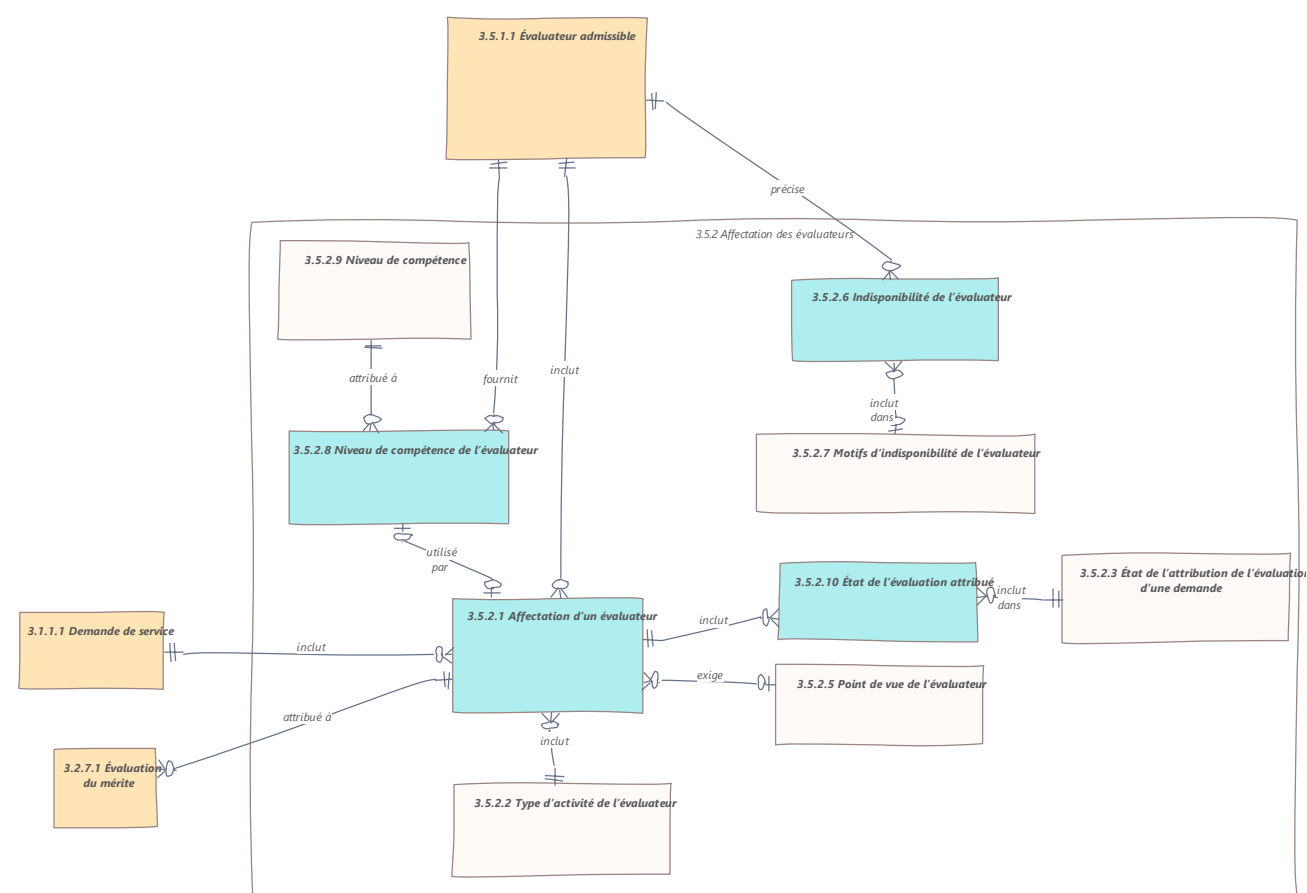 3.5.1.1 Évaluateur admissible
précise
3.5.2 Affectation des évaluateurs
3.5.2.9 Niveau de compétence
3.5.2.6 Indisponibilité de l'évaluateur
attribué à
fournit
inclut
inclut
dans
3.5.2.8 Niveau de compétence de l'évaluateur
3.5.2.7 Motifs d'indisponibilité de l'évaluateur
utilisé
par
3.5.2.10 État de l'évaluation attribué
inclut
dans
3.5.2.3 État de l'attribution de l'évaluation
d'une demande
3.5.2.1 Affectation d'un évaluateur
inclut
3.1.1.1 Demande de service
inclut
exige
3.5.2.5 Point de vue de l'évaluateur
attribué à
inclut
3.2.7.1 Évaluation
du mérite
3.5.2.2 Type d'activité de l'évaluateur